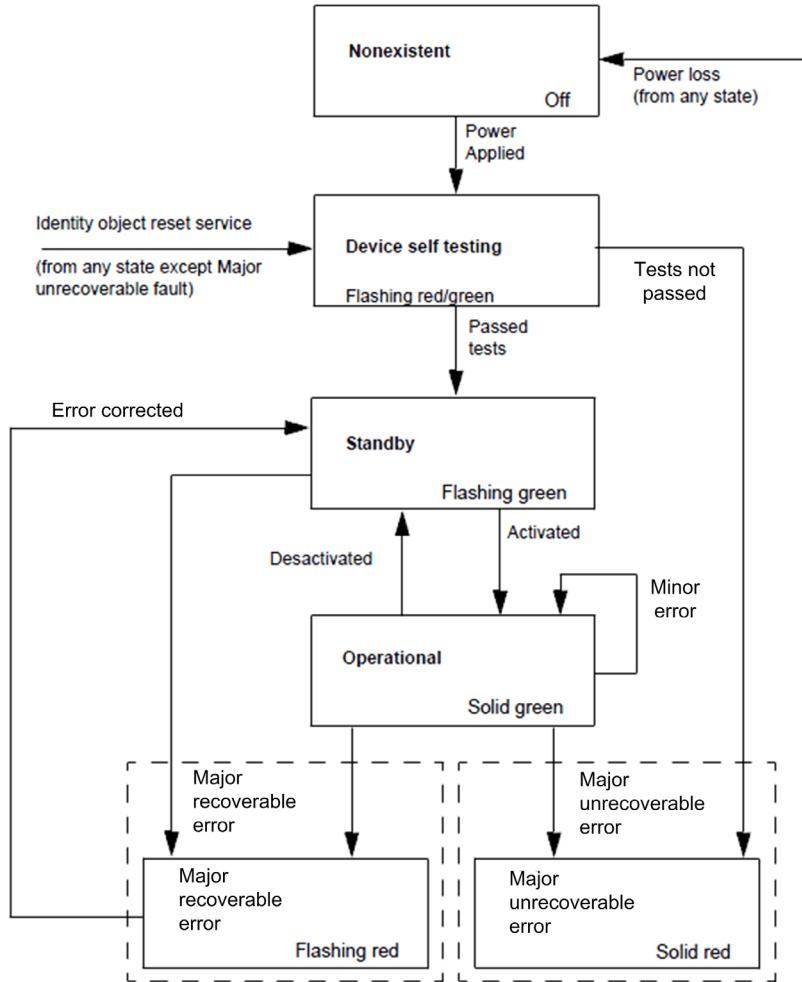 Nonexistent
Off
Power loss
(from any state)
Power
Applied
Identity object reset service
(from any state except Major
unrecoverable fault)
Device self testing
Flashing red/green
Tests not
passed
Passed
tests
Error corrected
Standby
Flashing green
Desactivated
Activated
Minor
error
Operational
Solid green
Major
recoverable
error
Major
unrecoverable
error
Major
recoverable
error
Flashing red
Major
unrecoverable
error
Solid red